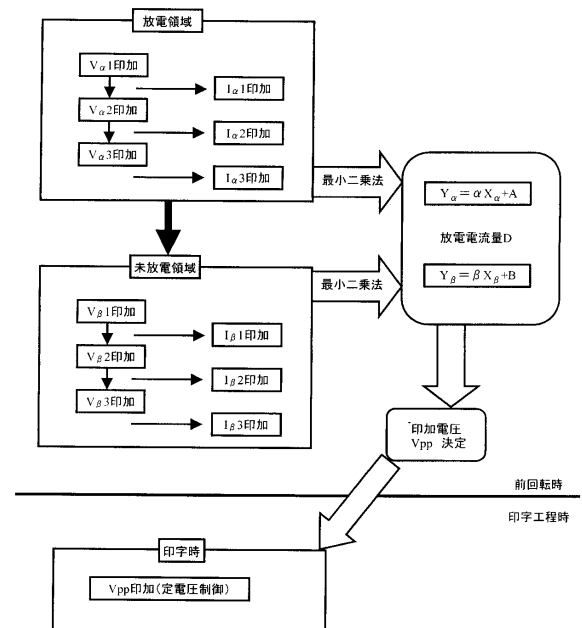 放電領域
Vα1印加
Iα1印加
Vα2印加
Iα2印加
Vα3印加
Iα3印加
最小二乗法
Yα=αXα+A
放電電流量D
Yβ=βXβ+B
未放電領域
最小二乗法
Vβ1印加
Iβ1印加
Vβ2印加
Iβ2印加
Vβ3印加
Iβ3印加
印加電圧
Vpp 決定
前回転時
印字工程時
印字時
Vpp印加(定電圧制御)